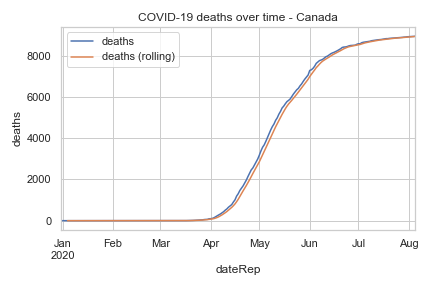 COVID-19 deaths over time - Canada
deaths
deaths (rolling)
8000
6000
4000
2000
0
deaths
Jan Feb Mar Apr May Jun Jul Aug
2020
dateRep